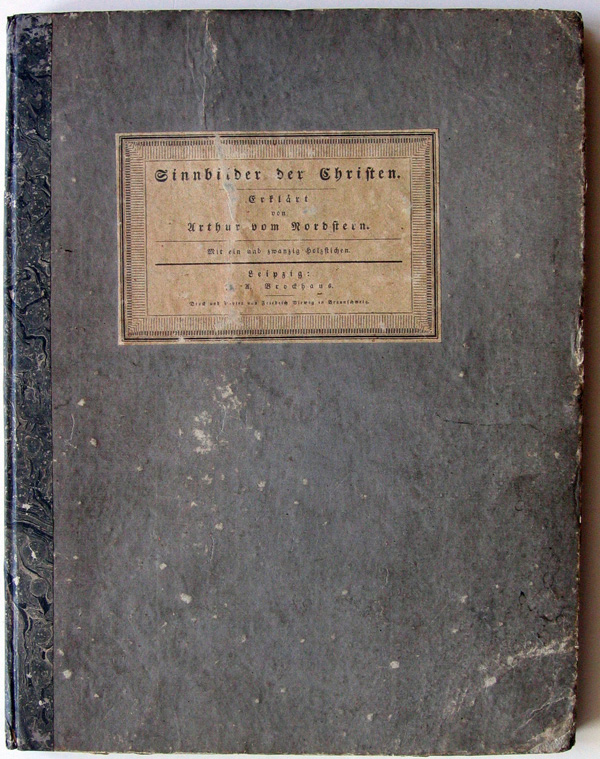 Sinnbilder der Christen.
Erklärt
von
Arthur vom Nordstern.
Mit ein und zwanzig Holzstichen.
Leipzig:
F. A. Brockhaus.
Druck und Papier von Friedrich Vieweg in Braunschweig.